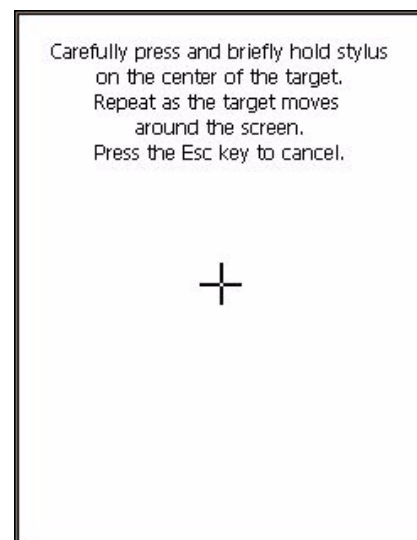 Carefully press and briefly hold stylus
on the center of the target.
Repeat as the target moves
around the screen.
Press the Esc key to cancel.